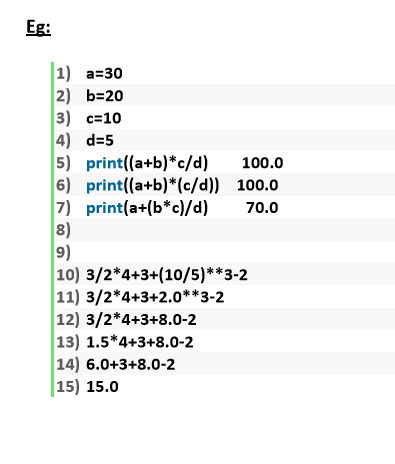 Eg:
1) a=30
2) b=20
3) c=10
4) d=5
5) print((a+b)*c/d) 100.0
6) print((a+b)*(c/d)) 100.0
7) print(a+(b*c)/d) 70.0
8)
9)
10) 3/2*4+3+(10/5)**3-2
11) 3/2*4+3+2.0**3-2
12) 3/2*4+3+8.0-2
13) 1.5*4+3+8.0-2
14) 6.0+3+8.0-2
15) 15.0